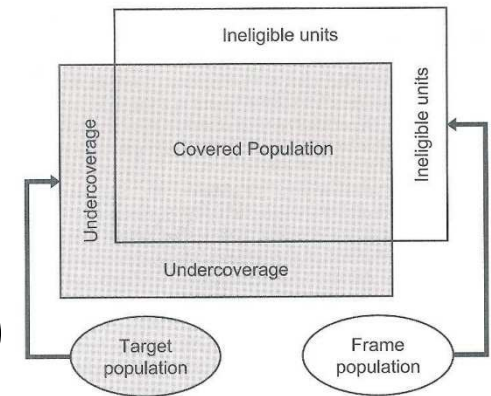 Ineligible units
Ineligible units
Undercoverage
Covered Population
Undercoverage
Target
population
Frame
population